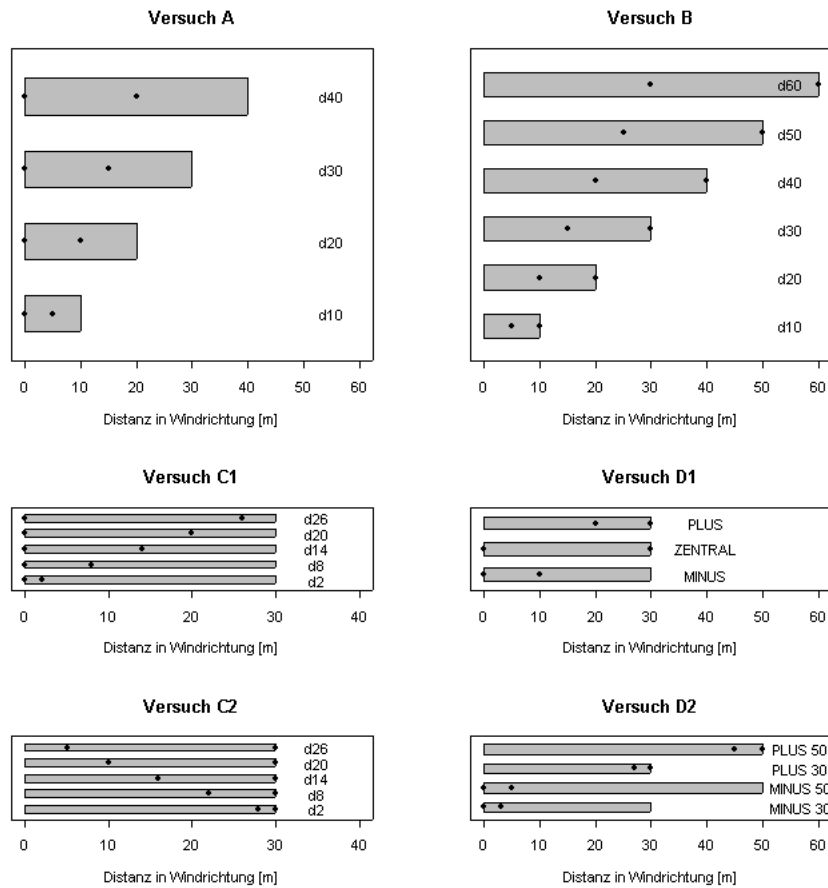 Versuch A
d40
d30
d20
d10
0 10 20 30 40 50 60
Distanz in Windrichtung [m]
Versuch B
d60
d50
d40
d30
d20
d10
0 10 20 30 40 50 60
Distanz in Windrichtung [m]
Versuch C1
d26
d20
d14
d8
d2
0 10 20 30 40
Distanz in Windrichtung [m]
Versuch D1
PLUS
ZENTRAL
MINUS
0 10 20 30 40 50 60
Distanz in Windrichtung [m]
Versuch C2
d26
d20
d14
d8
d2
0 10 20 30 40
Distanz in Windrichtung [m]
Versuch D2
PLUS 50
PLUS 30
MINUS 50
MINUS 30
0 10 20 30 40 50 60
Distanz in Windrichtung [m]